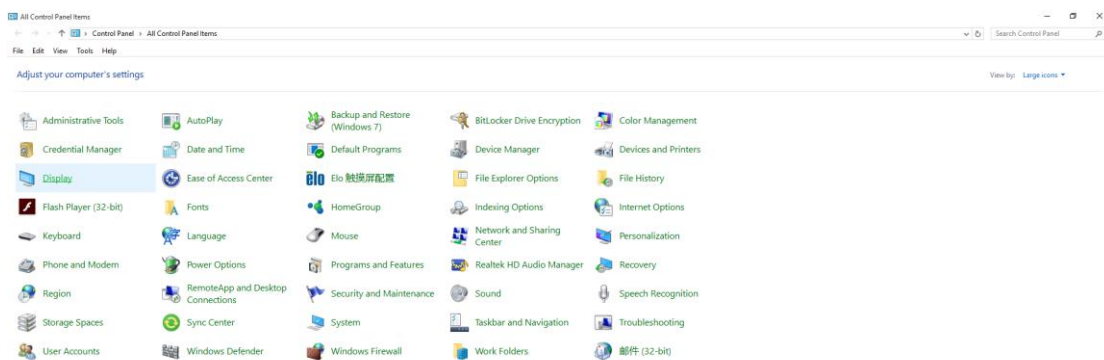 All Control Panel Items
Control Panel > All Control Panel Items
Search Control Panel
File Edit View Tools Help
Adjust your computer's settings
View by: Large icons
Administrative Tools
AutoPlay
Backup and Restore
(Windows 7)
BitLocker Drive Encryption
Color Management
Credential Manager
Date and Time
Default Programs
Device Manager
Devices and Printers
Display
Ease of Access Center
elo
Elo 触摸屏配置
File Explorer Options
File History
Flash Player (32-bit)
Fonts
HomeGroup
Indexing Options
Internet Options
Keyboard
Language
Mouse
Network and Sharing
Center
Personalization
Phone and Modem
Power Options
Programs and Features
Realtek HD Audio Manager
Recovery
Region
RemoteApp and Desktop
Connections
Security and Maintenance
Sound
Speech Recognition
Storage Spaces
Sync Center
System
Taskbar and Navigation
Troubleshooting
User Accounts
Windows Defender
Windows Firewall
Work Folders
邮件 (32-bit)